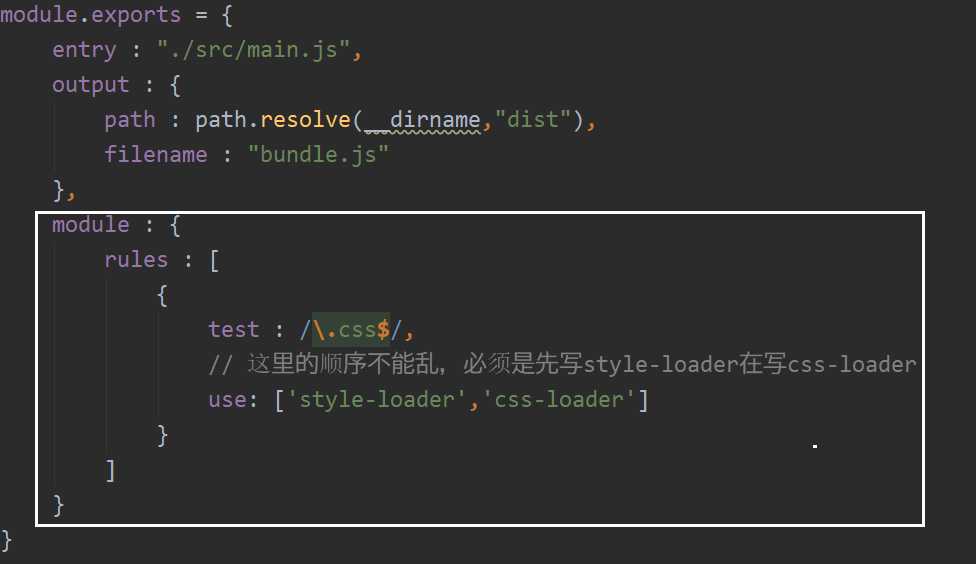 module.exports = {
    entry : "./src/main.js",
    output : {
        path : path.resolve(__dirname,"dist"),
        filename : "bundle.js"
    },
    module : {
        rules : [
            {
                test : /\.css$/,
                // 这里的顺序不能乱，必须是先写style-loader在写css-loader
                use: ['style-loader','css-loader']
            }
        ]
    }
}